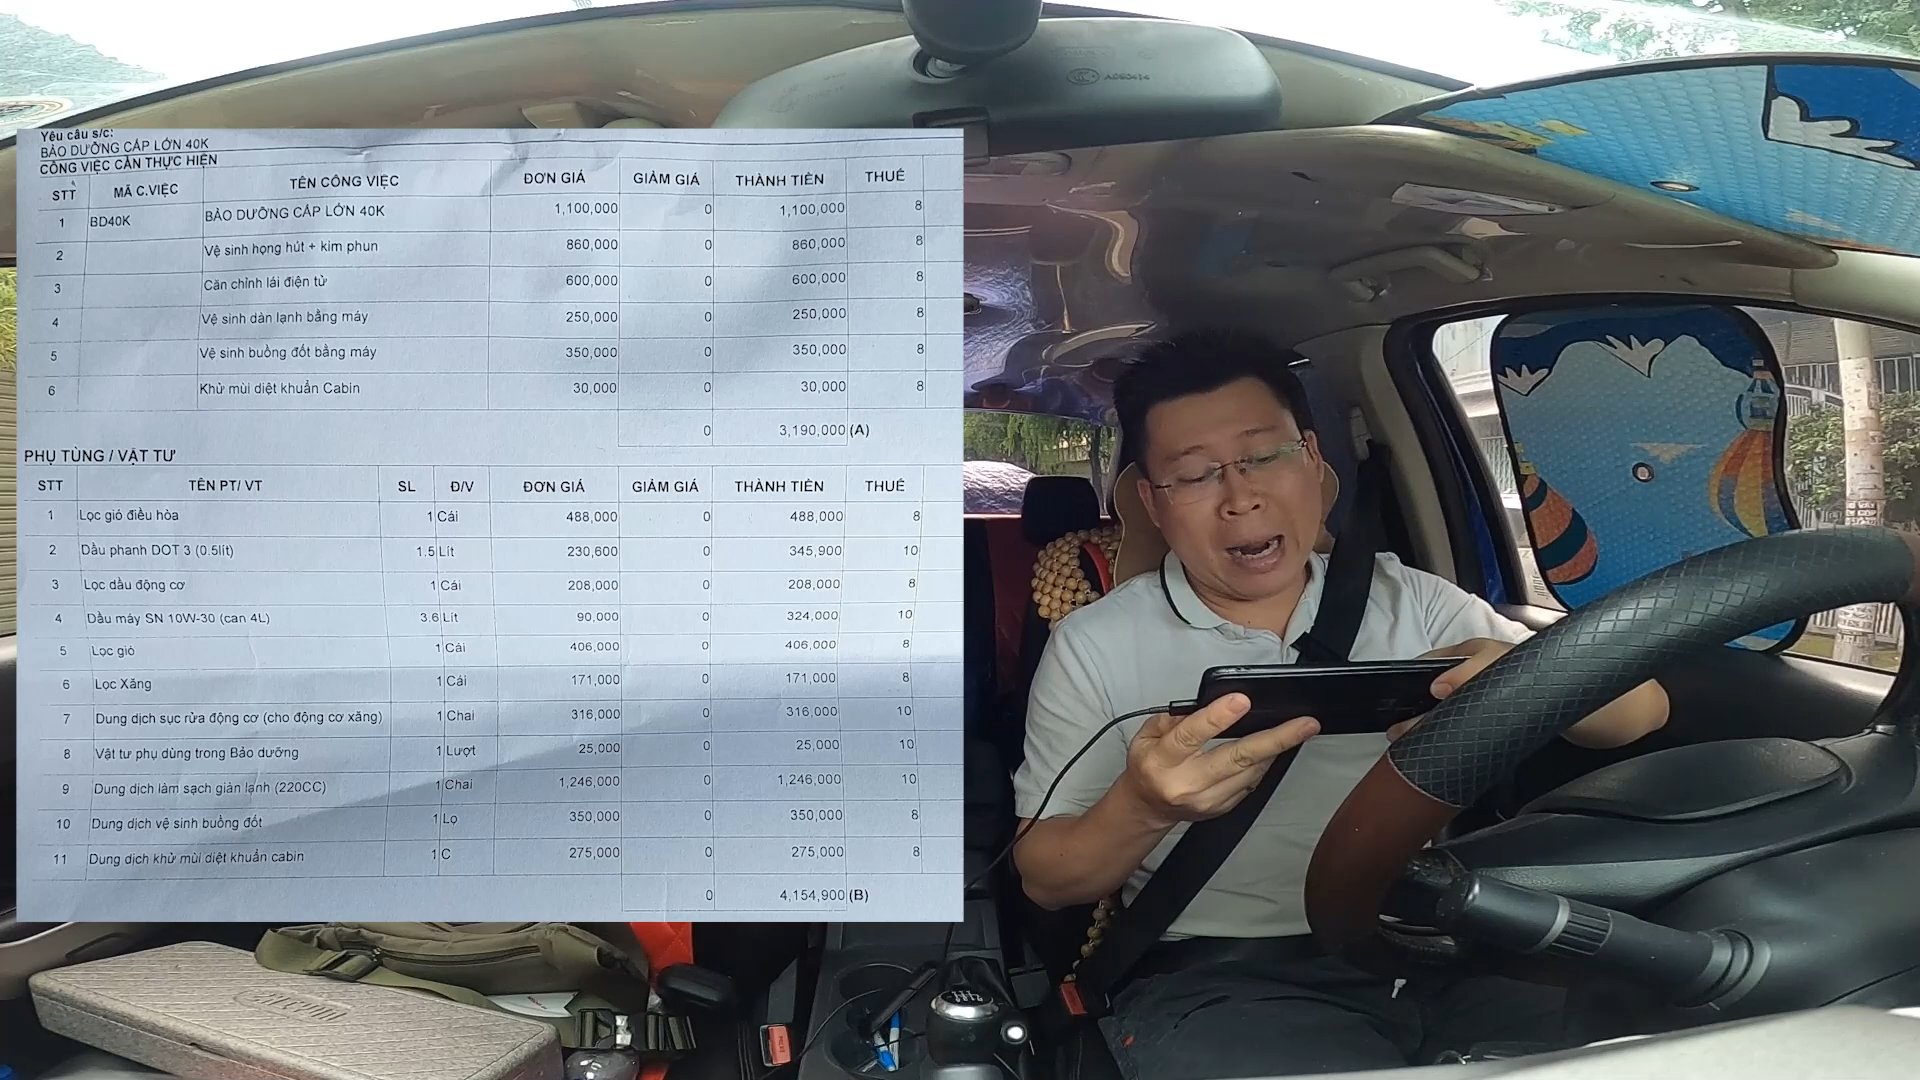 Yêu cầu s/c:
BẢO DƯỠNG CẤP LỚN 40K
CÔNG VIỆC CẦN THỰC HIỆN
STT MÃ C.VIỆC TÊN CÔNG VIỆC ĐƠN GIÁ GIẢM GIÁ THÀNH TIỀN THUẾ
1 BD40K BẢO DƯỠNG CẤP LỚN 40K 1,100,000 0 1,100,000 8
2 Vệ sinh họng hút + kim phun 860,000 0 860,000 8
3 Cân chỉnh lái điện tử 600,000 0 600,000 8
4 Vệ sinh dàn lạnh bằng máy 250,000 0 250,000 8
5 Vệ sinh buồng đốt bằng máy 350,000 0 350,000 8
6 Khử mùi diệt khuẩn Cabin 30,000 0 30,000 8
0 3,190,000 (A)
PHỤ TÙNG / VẬT TƯ
STT TÊN PT/ VT SL Đ/V ĐƠN GIÁ GIẢM GIÁ THÀNH TIỀN THUẾ
1 Lọc gió điều hòa 1 Cái 488,000 0 488,000 8
2 Dầu phanh DOT 3 (0.5lít) 1.5 Lít 230,600 0 345,900 10
3 Lọc dầu động cơ 1 Cái 208,000 0 208,000 8
4 Dầu máy SN 10W-30 (can 4L) 3.6 Lít 90,000 0 324,000 10
5 Lọc gió 1 Cái 406,000 0 406,000 8
6 Lọc Xăng 1 Cái 171,000 0 171,000 8
7 Dung dịch sục rửa động cơ (cho động cơ xăng) 1 Chai 316,000 0 316,000 10
8 Vật tư phụ dùng trong Bảo dưỡng 1 Lượt 25,000 0 25,000 10
9 Dung dịch làm sạch giàn lạnh (220CC) 1 Chai 1,246,000 0 1,246,000 10
10 Dung dịch vệ sinh buồng đốt 1 Lọ 350,000 0 350,000 8
11 Dung dịch khử mùi diệt khuẩn cabin 1 C 275,000 0 275,000 8
0 4,154,900 (B)